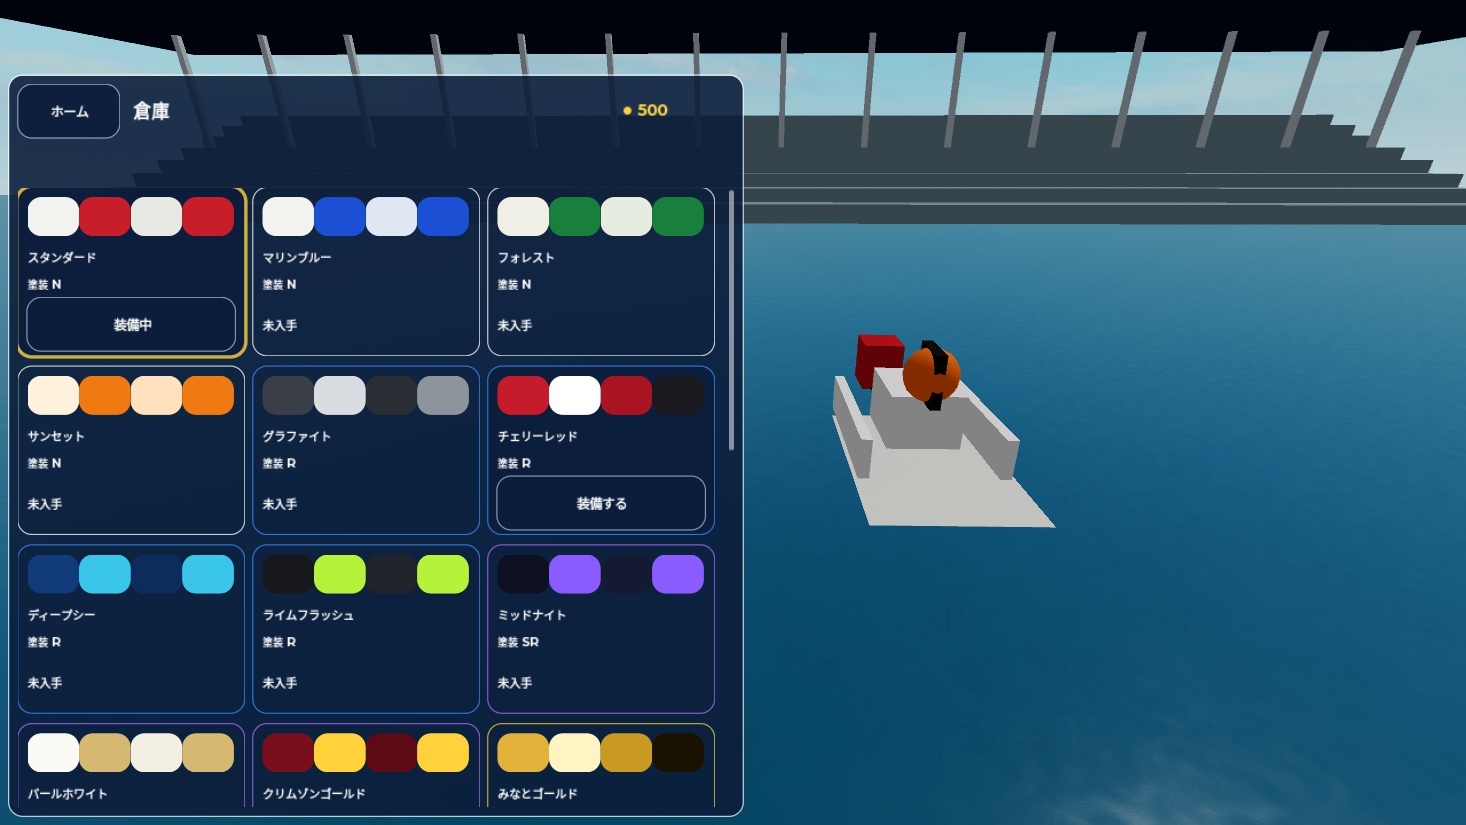 ホーム
倉庫
500
スタンダード
塗装 N
装備中
マリンブルー
塗装 N
未入手
フォレスト
塗装 N
未入手
サンセット
塗装 N
未入手
グラファイト
塗装 R
未入手
チェリーレッド
塗装 R
装備する
ディープシー
塗装 R
未入手
ライムフラッシュ
塗装 R
未入手
ミッドナイト
塗装 SR
未入手
パールホワイト
クリムゾンゴールド
みなとゴールド